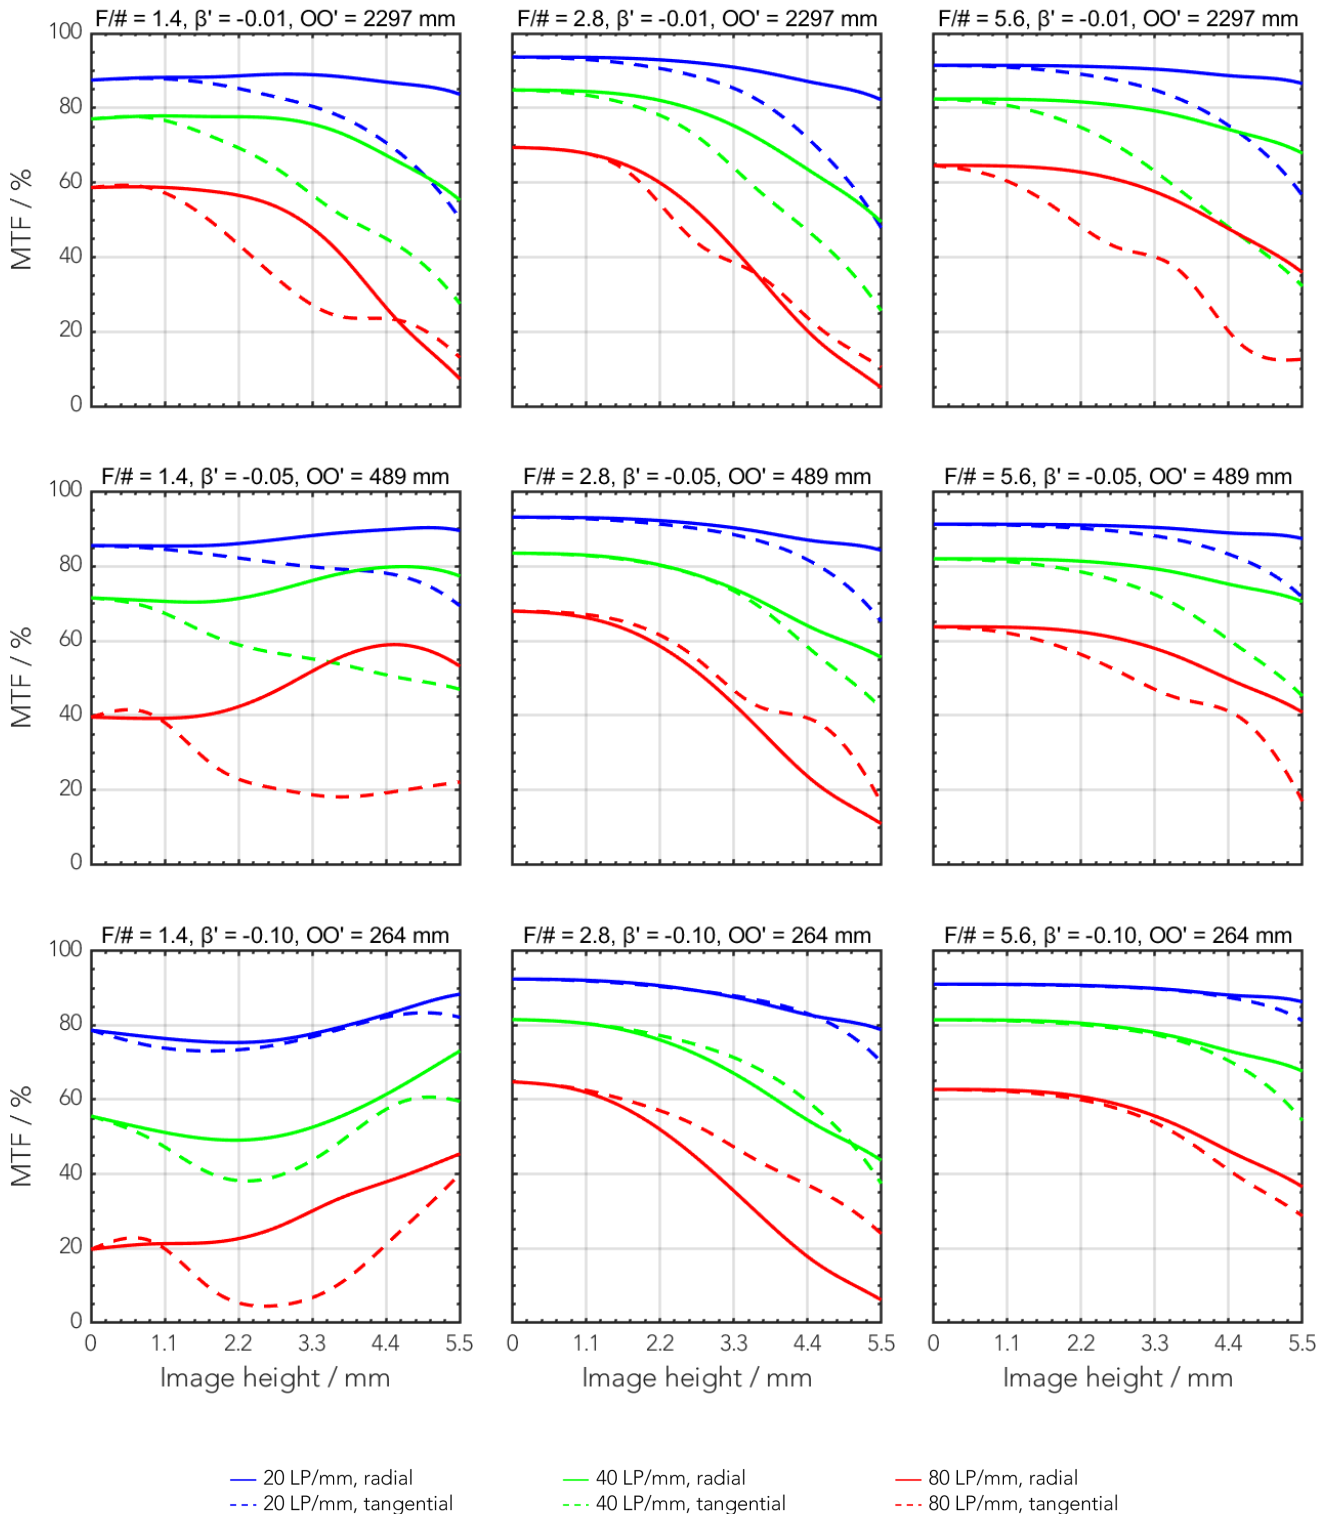 F/# = 1.4, β' = -0.01, OO' = 2297 mm
F/# = 2.8, β' = -0.01, OO' = 2297 mm
F/# = 5.6, β' = -0.01, OO' = 2297 mm
100
80
60
40
20
0
MTF / %
F/# = 1.4, β' = -0.05, OO' = 489 mm
F/# = 2.8, β' = -0.05, OO' = 489 mm
F/# = 5.6, β' = -0.05, OO' = 489 mm
100
80
60
40
20
0
MTF / %
F/# = 1.4, β' = -0.10, OO' = 264 mm
F/# = 2.8, β' = -0.10, OO' = 264 mm
F/# = 5.6, β' = -0.10, OO' = 264 mm
100
80
60
40
20
0
MTF / %
0 1.1 2.2 3.3 4.4 5.5
0 1.1 2.2 3.3 4.4 5.5
0 1.1 2.2 3.3 4.4 5.5
Image height / mm
Image height / mm
Image height / mm
20 LP/mm, radial
40 LP/mm, radial
80 LP/mm, radial
20 LP/mm, tangential
40 LP/mm, tangential
80 LP/mm, tangential